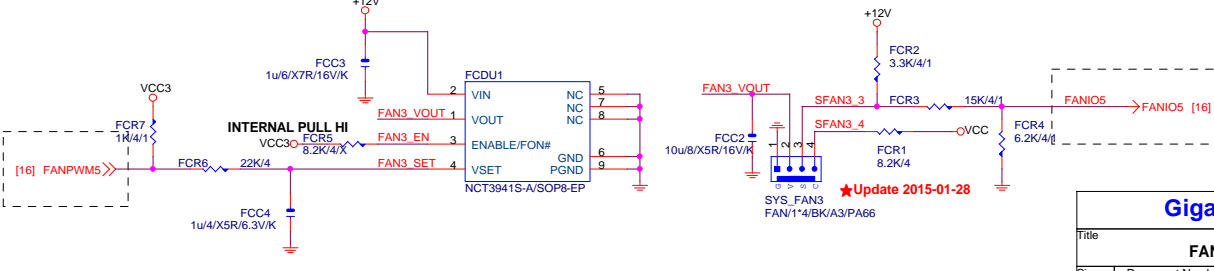 +12V
FCC3
1u/6/X7R/16V/K
VCC3
FCR7
1K/4/1
[16] FANPWM5
FCR6 22K/4
FCC4
1u/4/X5R/6.3V/K
INTERNAL PULL HI
VCC3
FCR5
8.2K/4/X
FAN3_VOUT
FAN3_EN
FAN3_SET
FCDU1
2 VIN NC 5
NC 7
1 VOUT NC 8
3 ENABLE/FON#
GND 6
4 VSET PGND 9
NCT3941S-A/SOP8-EP
+12V
FCR2
3.3K/4/1
FAN3_VOUT
SFAN3_3
FCR3 15K/4/1
FANIO5
FANIO5 [16]
SFAN3_4
VCC
FCC2
10u/8/X5R/16V/K
FCR1
8.2K/4
FCR4
6.2K/4/1
1 2 3 4
G V S C
SYS_FAN3
FAN/1*4/BK/A3/PA66
★Update 2015-01-28
Giga
Title
FAN